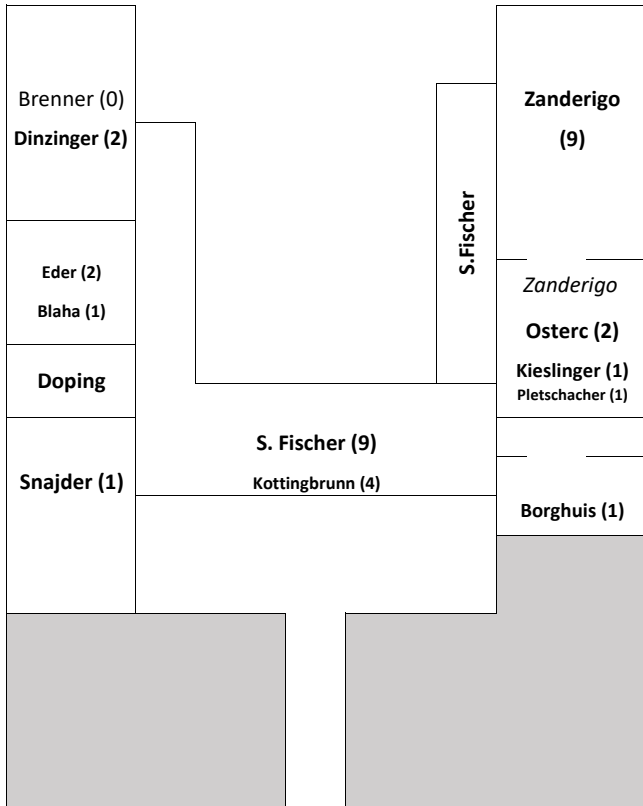 Brenner (0)
Dinzinger (2)
Eder (2)
Blaha (1)
Doping
Snajder (1)
S. Fischer (9)
Kottingbrunn (4)
S.Fischer
Zanderigo
(9)
Zanderigo
Osterc (2)
Kieslinger (1)
Pletschacher (1)
Borghuis (1)